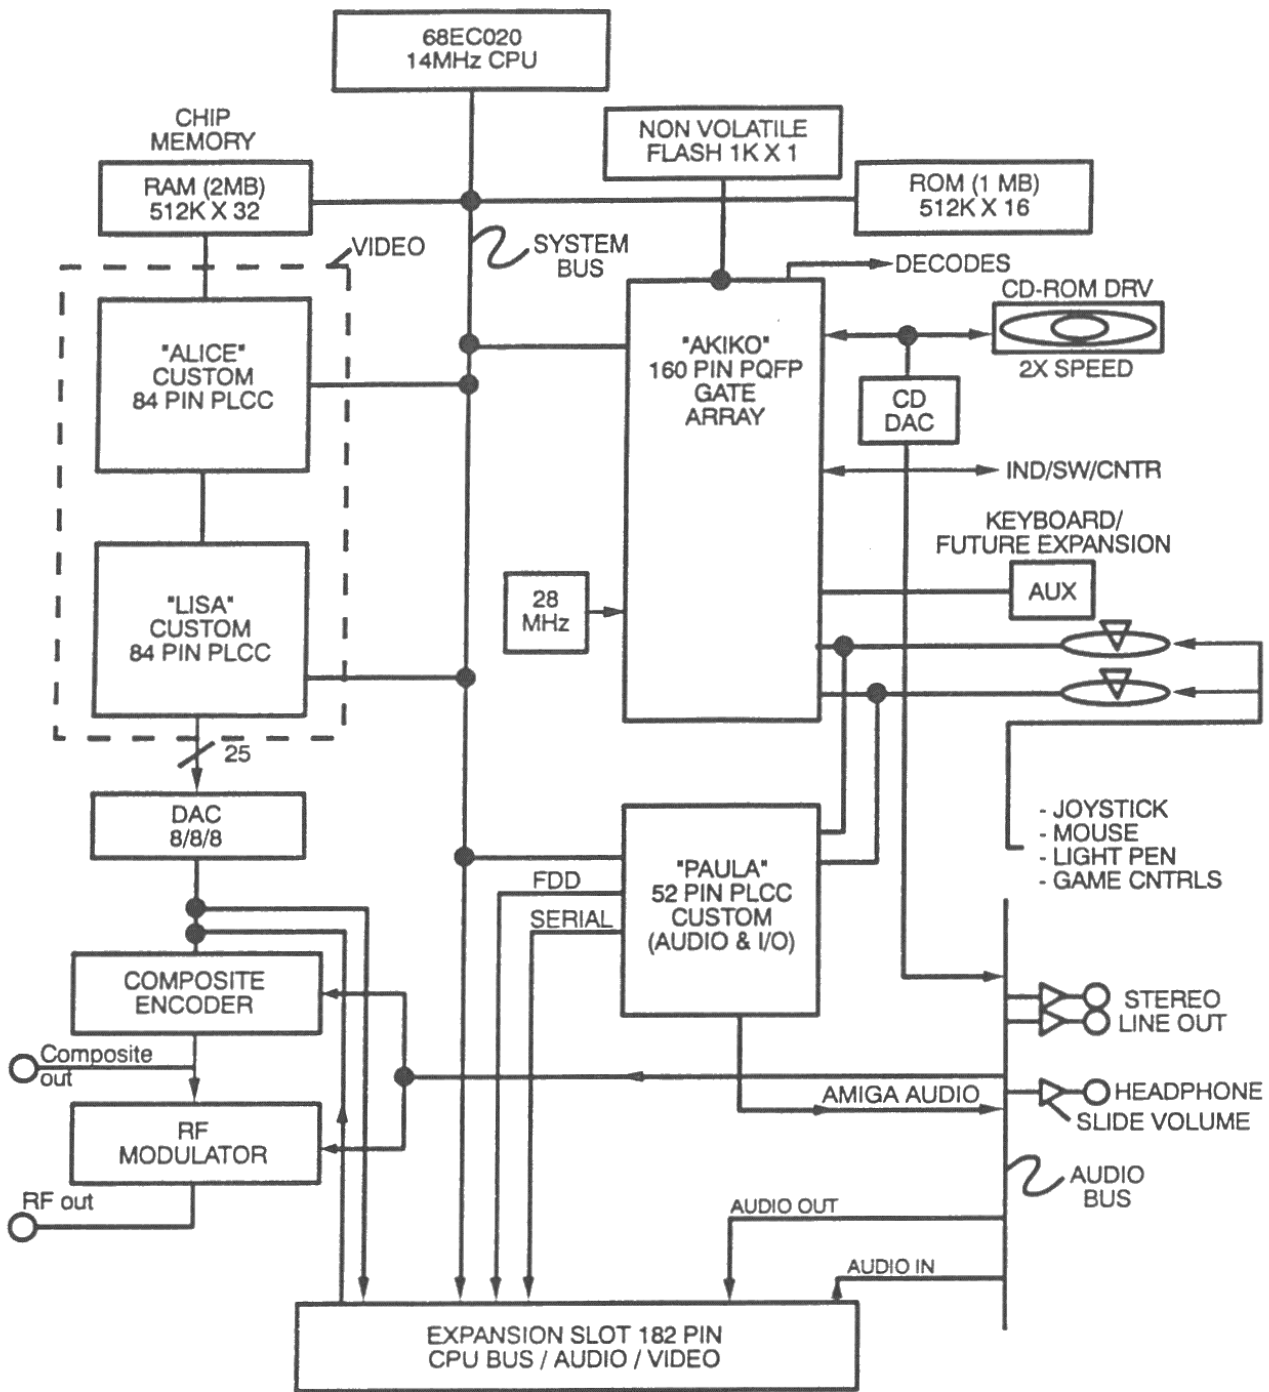 68EC020
14MHz CPU
CHIP
MEMORY
NON VOLATILE
FLASH 1K X 1
RAM (2MB)
512K X 32
ROM (1 MB)
512K X 16
VIDEO
SYSTEM
BUS
DECODES
CD-ROM DRV
2X SPEED
"ALICE"
CUSTOM
84 PIN PLCC
"AKIKO"
160 PIN PQFP
GATE
ARRAY
CD
DAC
IND/SW/CNTR
KEYBOARD/
FUTURE EXPANSION
AUX
28
MHz
"LISA"
CUSTOM
84 PIN PLCC
25
DAC
8/8/8
- JOYSTICK
- MOUSE
- LIGHT PEN
- GAME CNTRLS
"PAULA"
52 PIN PLCC
CUSTOM
(AUDIO & I/O)
FDD
SERIAL
COMPOSITE
ENCODER
STEREO
LINE OUT
Composite
out
AMIGA AUDIO
HEADPHONE
SLIDE VOLUME
RF
MODULATOR
AUDIO
BUS
RF out
AUDIO OUT
AUDIO IN
EXPANSION SLOT 182 PIN
CPU BUS / AUDIO / VIDEO